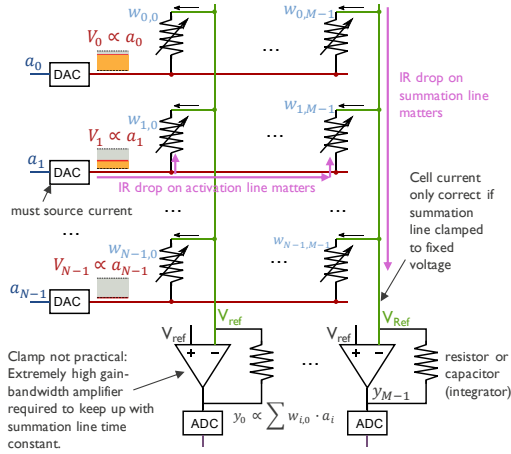 w0,0
w0,M−1
V0 ∝ a0
...
a0
DAC
IR drop on
summation line
matters
w1,0
w1,M−1
V1 ∝ a1
...
a1
DAC
IR drop on activation line matters
must source current
Cell current
only correct if
summation
line clamped
to fixed
voltage
...
...
...
wN−1,0
wN−1,M−1
VN−1 ∝ aN−1
...
aN−1
DAC
Vref
VRef
Vref
Vref
+ −
+ −
Clamp not practical:
Extremely high gain-
bandwidth amplifier
required to keep up with
summation line time
constant.
...
resistor or
capacitor
(integrator)
yM−1
y0 ∝ ∑ wi,0 · ai
ADC
ADC